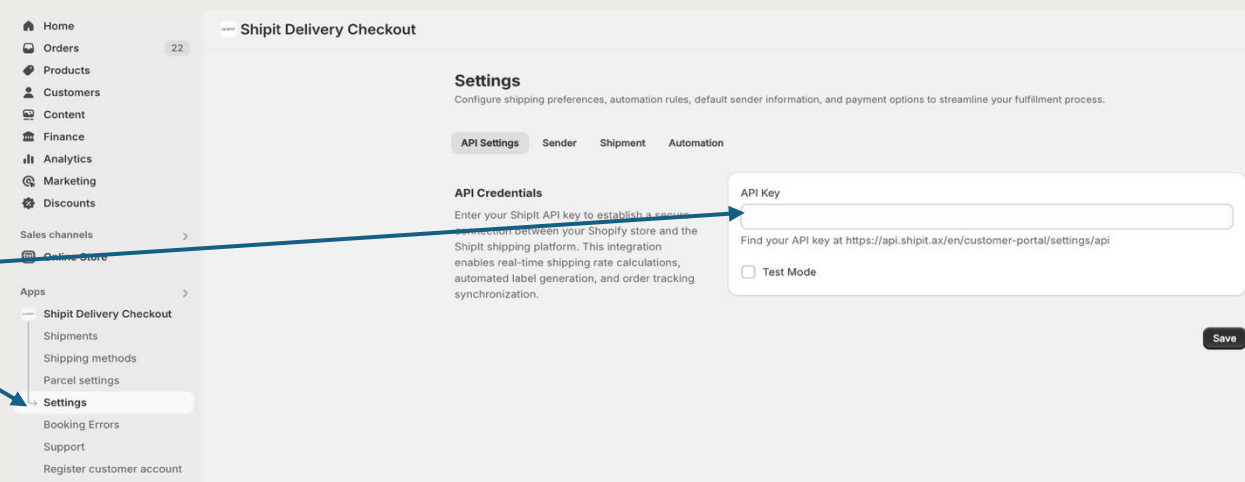 Home
Orders 22
Products
Customers
Content
Finance
Analytics
Marketing
Discounts
Sales channels
Online Store
Apps
Shipit Delivery Checkout
Shipments
Shipping methods
Parcel settings
Settings
Booking Errors
Support
Register customer account
Shipit Delivery Checkout
Settings
Configure shipping preferences, automation rules, default sender information, and payment options to streamline your fulfillment process.
API Settings Sender Shipment Automation
API Credentials
Enter your ShipIt API key to establish a secure
connection between your Shopify store and the
ShipIt shipping platform. This integration
enables real-time shipping rate calculations,
automated label generation, and order tracking
synchronization.
API Key
Find your API key at https://api.shipit.ax/en/customer-portal/settings/api
Test Mode
Save